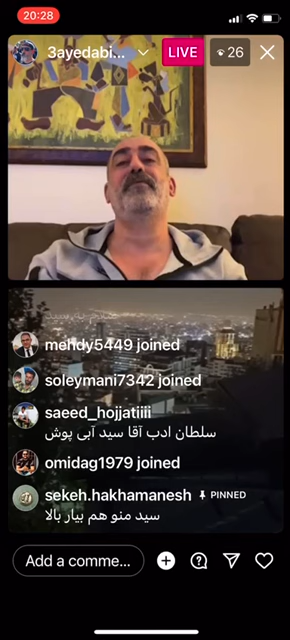 20:28
3ayedabi...
LIVE
26
mehdy5449 joined
soleymani7342 joined
saeed_hojjatiiii
سلطان ادب آقا سید آبی پوش
omidag1979 joined
sekeh.hakhamanesh PINNED
سید منو هم بیار بالا
Add a comme...